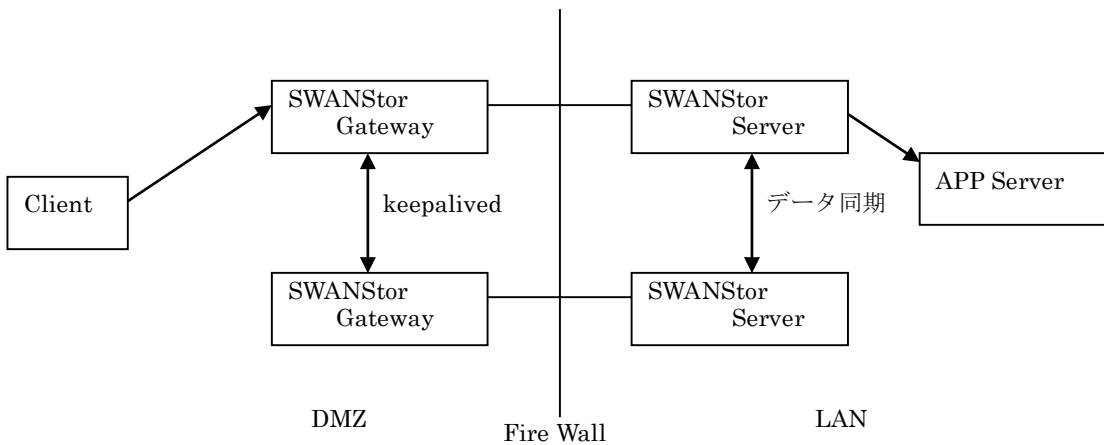 SWANStor
Gateway
SWANStor
Server
Client
keepalived
データ同期
APP Server
SWANStor
Gateway
SWANStor
Server
DMZ
Fire Wall
LAN